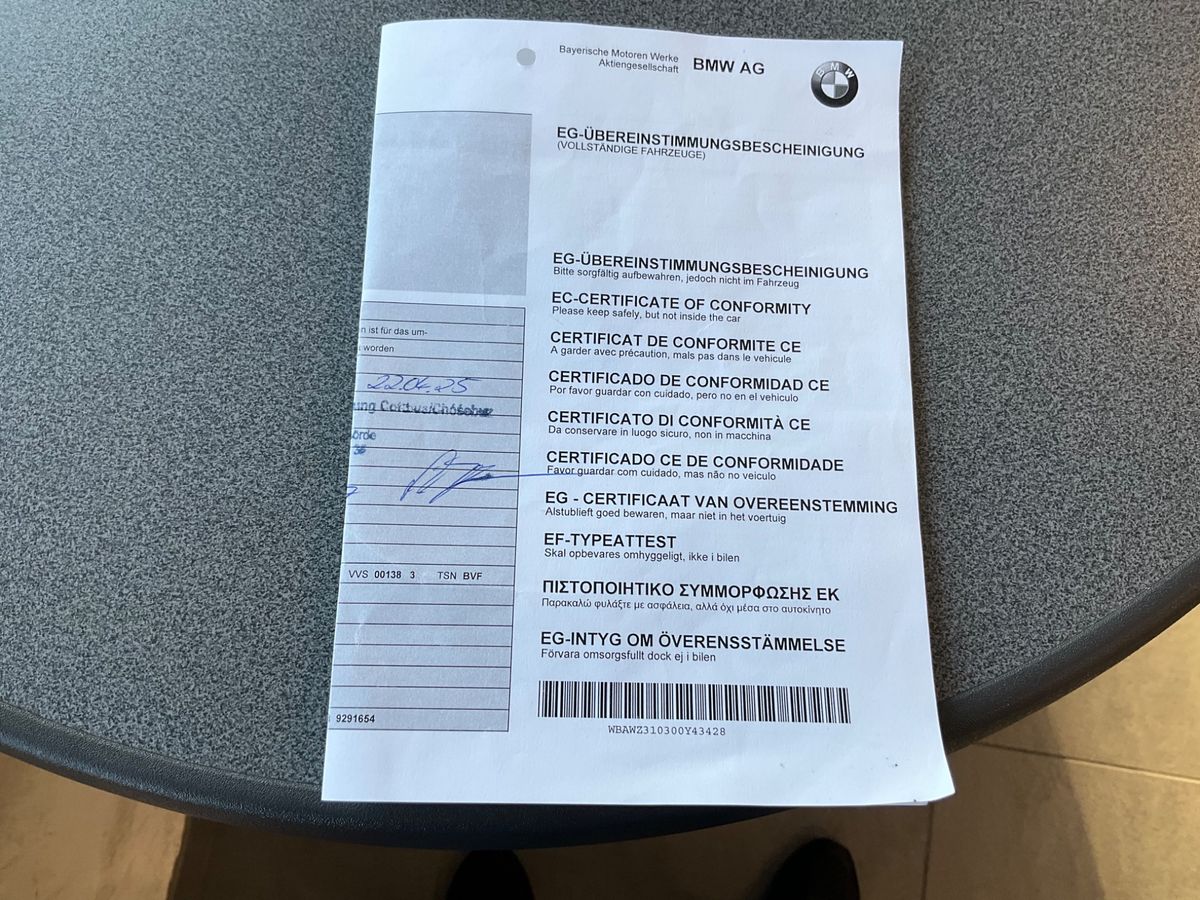 Bayerische Motoren Werke
Aktiengesellschaft
BMW AG
BMW
EG-ÜBEREINSTIMMUNGSBESCHEINIGUNG
(VOLLSTÄNDIGE FAHRZEUGE)
EG-ÜBEREINSTIMMUNGSBESCHEINIGUNG
Bitte sorgfältig aufbewahren, jedoch nicht im Fahrzeug
EC-CERTIFICATE OF CONFORMITY
Please keep safely, but not inside the car
CERTIFICAT DE CONFORMITE CE
A garder avec précaution, mais pas dans le vehicule
CERTIFICADO DE CONFORMIDAD CE
Por favor guardar con cuidado, pero no en el vehiculo
CERTIFICATO DI CONFORMITÀ CE
Da conservare in luogo sicuro, non in macchina
CERTIFICADO CE DE CONFORMIDADE
Favor guardar com cuidado, mas não no veiculo
EG - CERTIFICAAT VAN OVEREENSTEMMING
Alstublieft goed bewaren, maar niet in het voertuig
EF-TYPEATTEST
Skal opbevares omhyggeligt, ikke i bilen
ΠΙΣΤΟΠΟΙΗΤΙΚΟ ΣΥΜΜΟΡΦΩΣΗΣ ΕΚ
Παρακαλώ φυλάξτε με ασφάλεια, αλλά όχι μέσα στο αυτοκίνητο
EG-INTYG OM ÖVERENSSTÄMMELSE
Förvara omsorgsfullt dock ej i bilen
WBAWZ310300Y43428
n ist für das um-
worden
22.04.25
ung Cottbus/Chóśebuz
örde
VVS 00138 3 TSN BVF
9291654